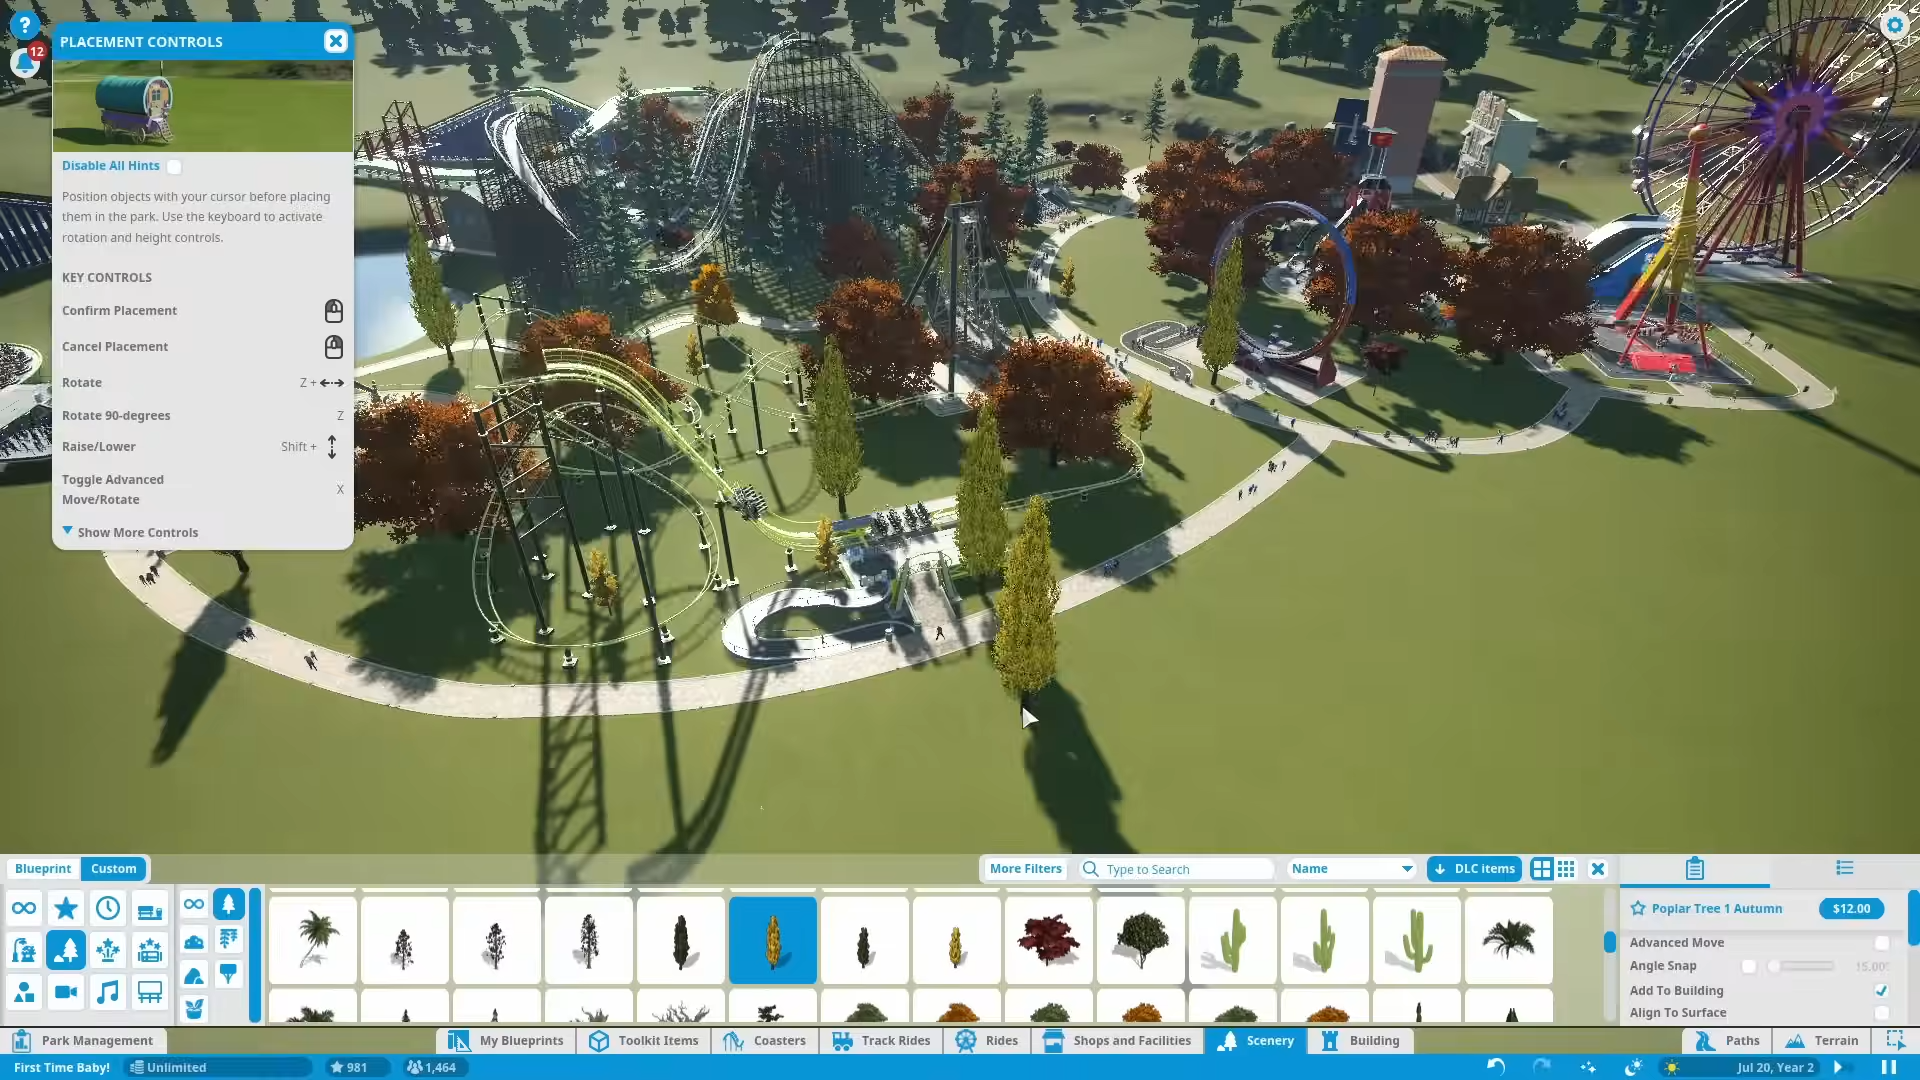 ?
12
PLACEMENT CONTROLS
Disable All Hints
Position objects with your cursor before placing
them in the park. Use the keyboard to activate
rotation and height controls.
KEY CONTROLS
Confirm Placement
Cancel Placement
Rotate Z +
Rotate 90-degrees Z
Raise/Lower Shift +
Toggle Advanced
Move/Rotate X
Show More Controls
Blueprint Custom
More Filters Type to Search Name DLC items
Poplar Tree 1 Autumn $12.00
Advanced Move
Angle Snap 15.00°
Add To Building
Align To Surface
Park Management My Blueprints Toolkit Items Coasters Track Rides Rides Shops and Facilities Scenery Building Paths Terrain
First Time Baby! Unlimited 981 1,464 Jul 20, Year 2